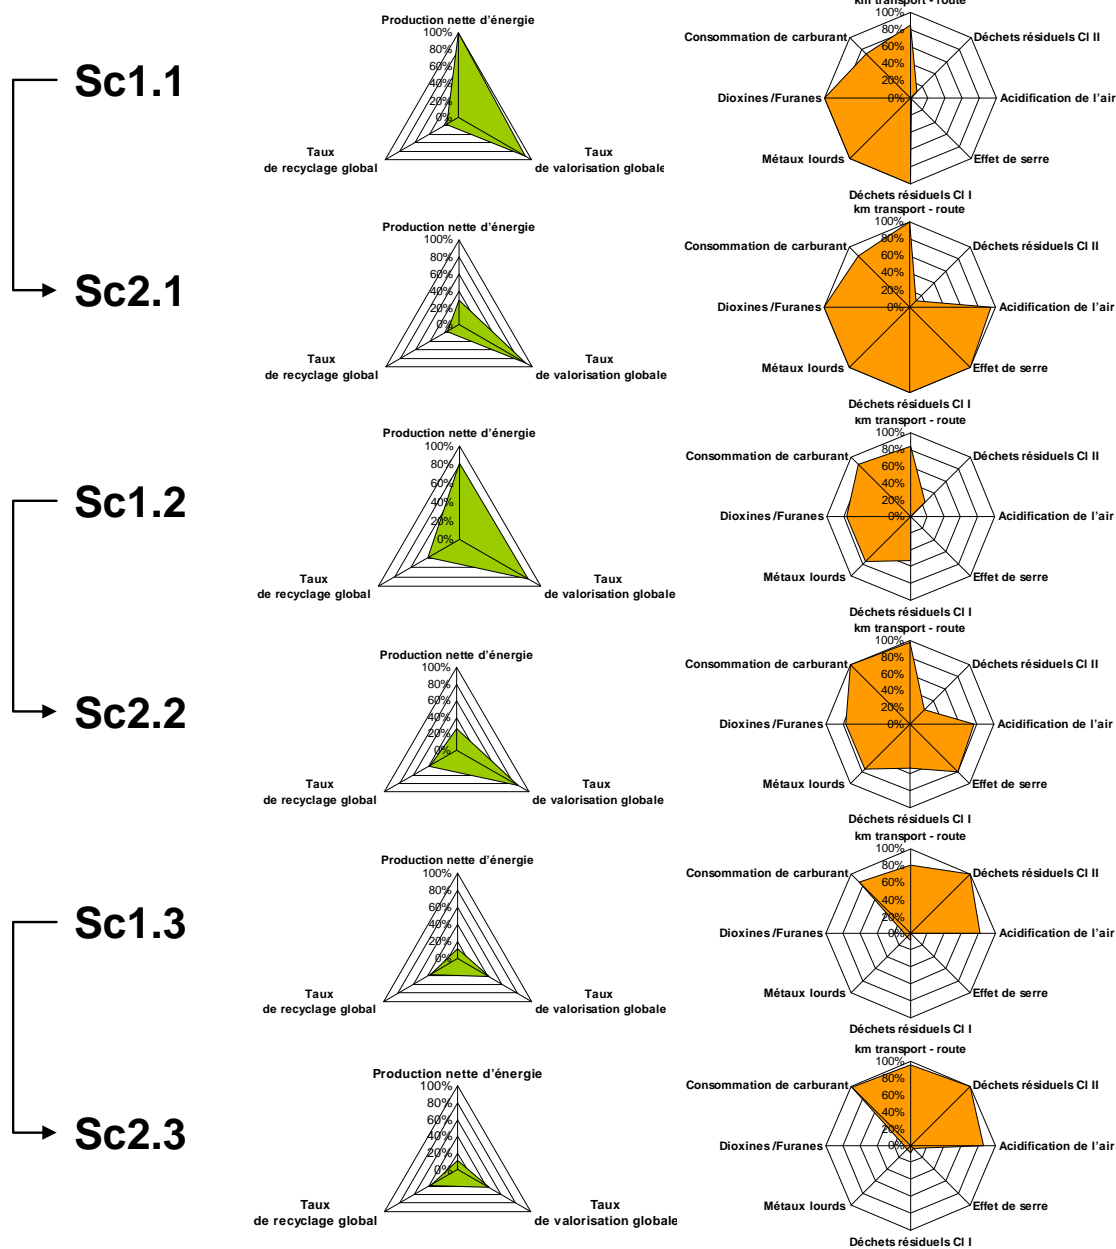 km transport - route
100%
80%
60%
40%
20%
0%
Consommation de carburant
Déchets résiduels Cl II
Dioxines /Furanes
Acidification de l'air
Métaux lourds
Effet de serre
Déchets résiduels Cl I
Sc1.1
Production nette d'énergie
100%
80%
60%
40%
20%
0%
Taux
de recyclage global
Taux
de valorisation globale
Sc2.1
Production nette d'énergie
100%
80%
60%
40%
20%
0%
Taux
de recyclage global
Taux
de valorisation globale
km transport - route
100%
80%
60%
40%
20%
0%
Consommation de carburant
Déchets résiduels Cl II
Dioxines /Furanes
Acidification de l'air
Métaux lourds
Effet de serre
Déchets résiduels Cl I
Sc1.2
Production nette d'énergie
100%
80%
60%
40%
20%
0%
Taux
de recyclage global
Taux
de valorisation globale
km transport - route
100%
80%
60%
40%
20%
0%
Consommation de carburant
Déchets résiduels Cl II
Dioxines /Furanes
Acidification de l'air
Métaux lourds
Effet de serre
Déchets résiduels Cl I
Sc2.2
Production nette d'énergie
100%
80%
60%
40%
20%
0%
Taux
de recyclage global
Taux
de valorisation globale
km transport - route
100%
80%
60%
40%
20%
0%
Consommation de carburant
Déchets résiduels Cl II
Dioxines /Furanes
Acidification de l'air
Métaux lourds
Effet de serre
Déchets résiduels Cl I
Sc1.3
Production nette d'énergie
100%
80%
60%
40%
20%
0%
Taux
de recyclage global
Taux
de valorisation globale
km transport - route
100%
80%
60%
40%
20%
0%
Consommation de carburant
Déchets résiduels Cl II
Dioxines /Furanes
Acidification de l'air
Métaux lourds
Effet de serre
Déchets résiduels Cl I
Sc2.3
Production nette d'énergie
100%
80%
60%
40%
20%
0%
Taux
de recyclage global
Taux
de valorisation globale
km transport - route
100%
80%
60%
40%
20%
0%
Consommation de carburant
Déchets résiduels Cl II
Dioxines /Furanes
Acidification de l'air
Métaux lourds
Effet de serre
Déchets résiduels Cl I